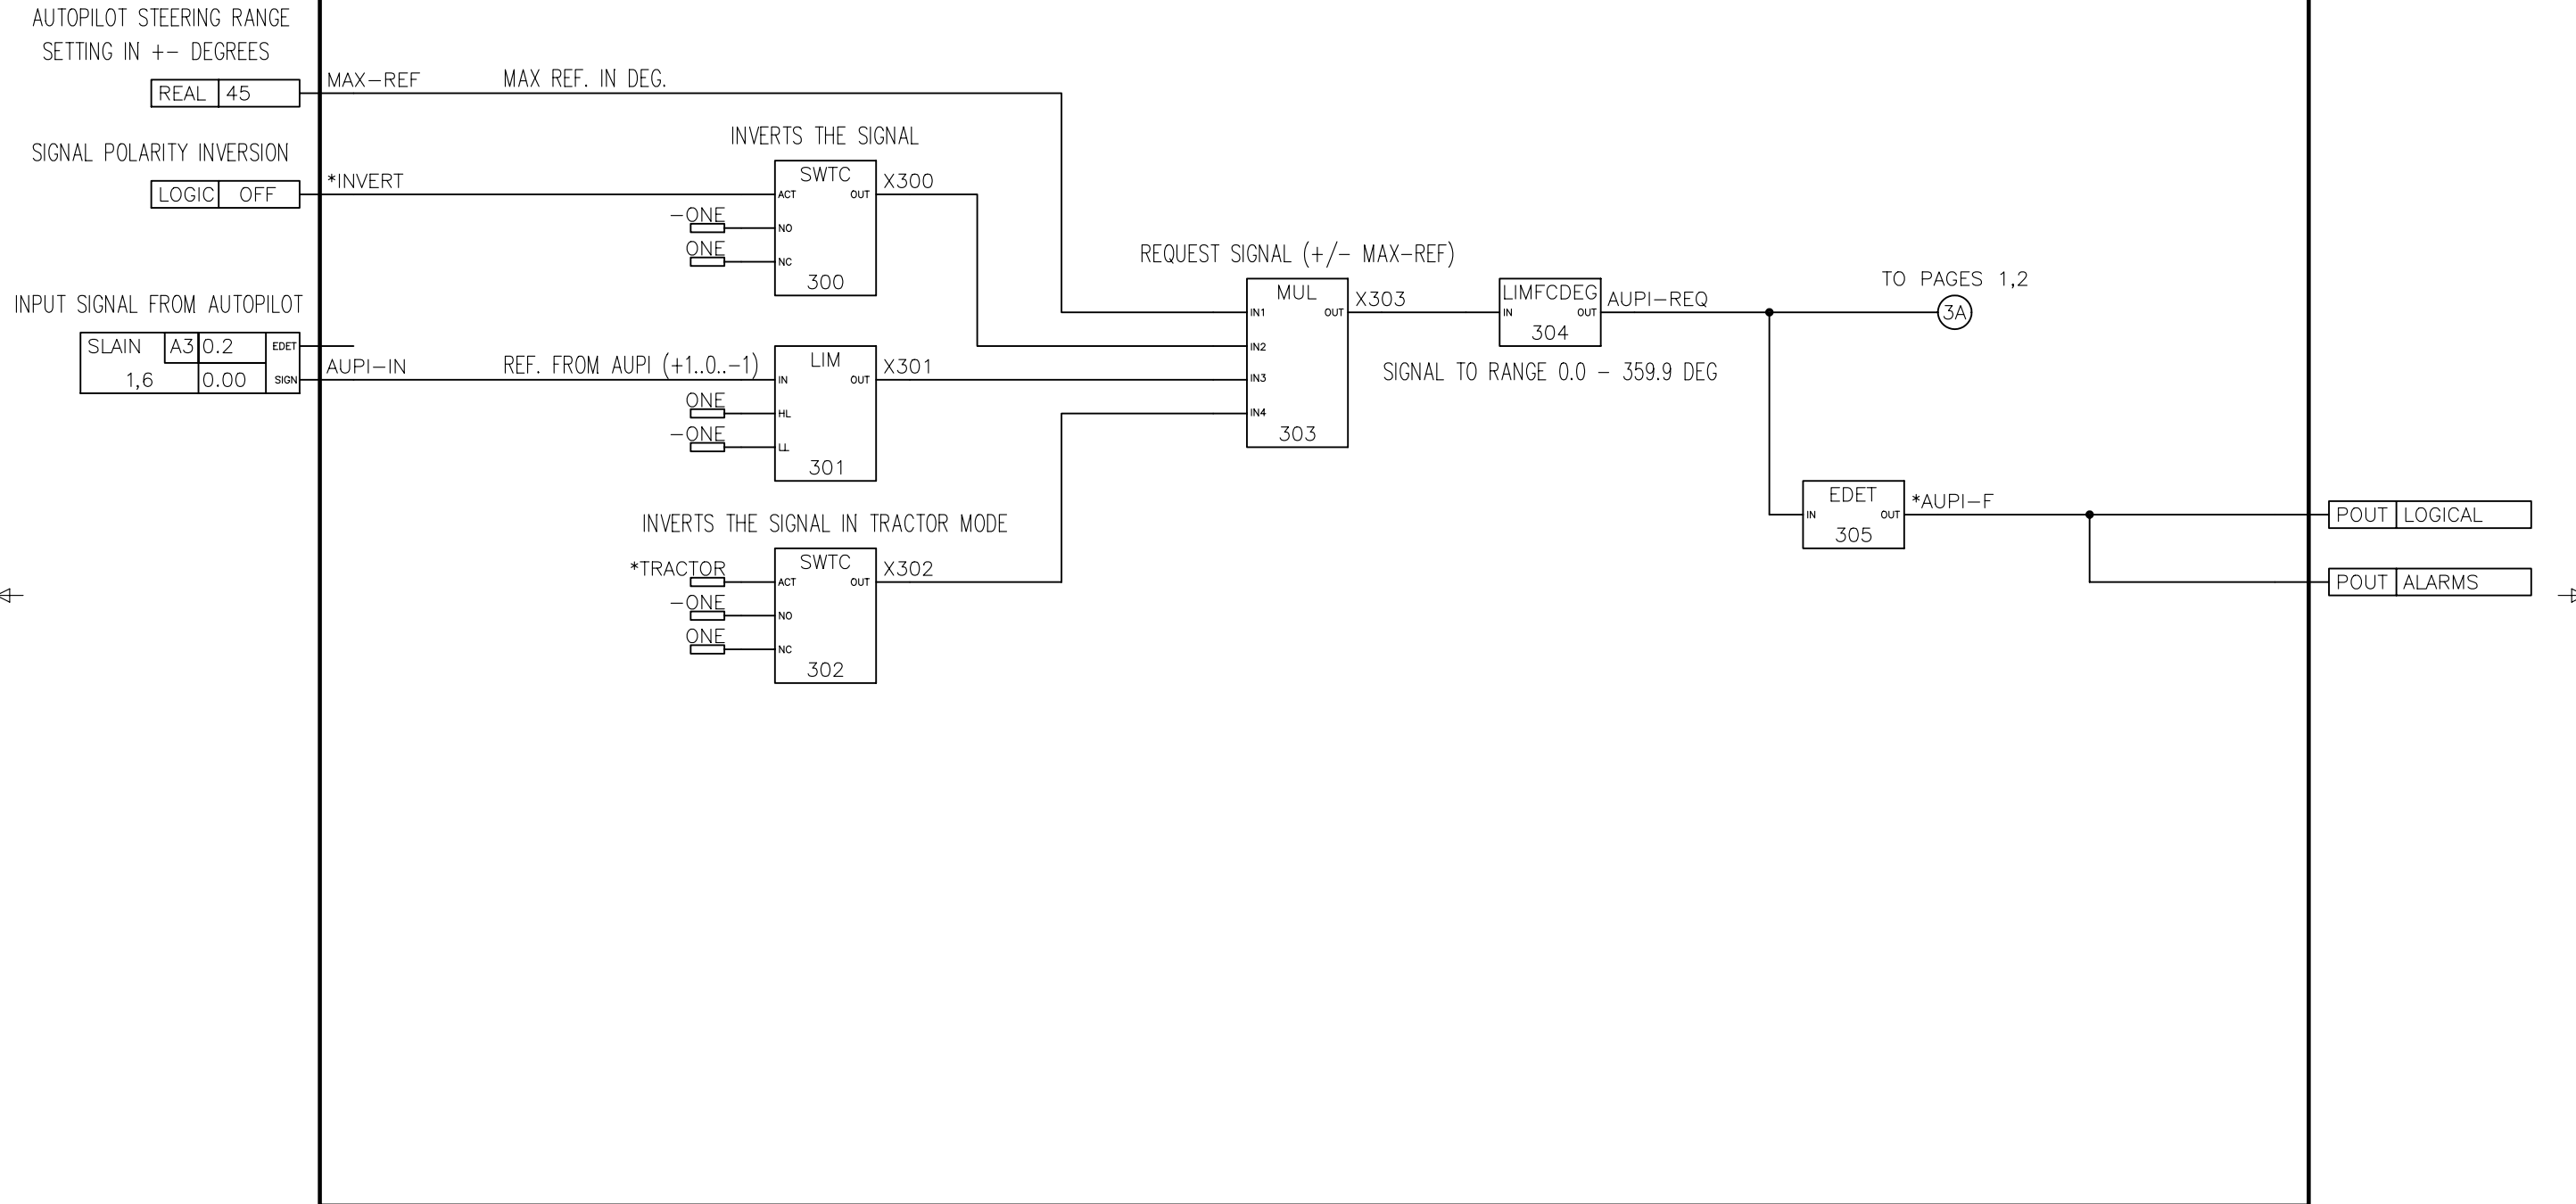 AUTOPILOT STEERING RANGE
SETTING IN +- DEGREES
REAL 45
MAX-REF
MAX REF. IN DEG.
SIGNAL POLARITY INVERSION
LOGIC OFF
*INVERT
INVERTS THE SIGNAL
SWTC
ACT OUT
X300
-ONE
NO
ONE
NC
300
INPUT SIGNAL FROM AUTOPILOT
SLAIN A3 0.2 EDET
1,6 0.00 SIGN
AUPI-IN
REF. FROM AUPI (+1..0..-1)
LIM
IN OUT
X301
ONE
HL
-ONE
LL
301
INVERTS THE SIGNAL IN TRACTOR MODE
*TRACTOR
SWTC
ACT OUT
X302
-ONE
NO
ONE
NC
302
REQUEST SIGNAL (+/- MAX-REF)
MUL
IN1 OUT
X303
IN2
IN3
IN4
303
LIMFCDEG
IN OUT
304
AUPI-REQ
SIGNAL TO RANGE 0.0 - 359.9 DEG
TO PAGES 1,2
3A
EDET
IN OUT
305
*AUPI-F
POUT LOGICAL
POUT ALARMS